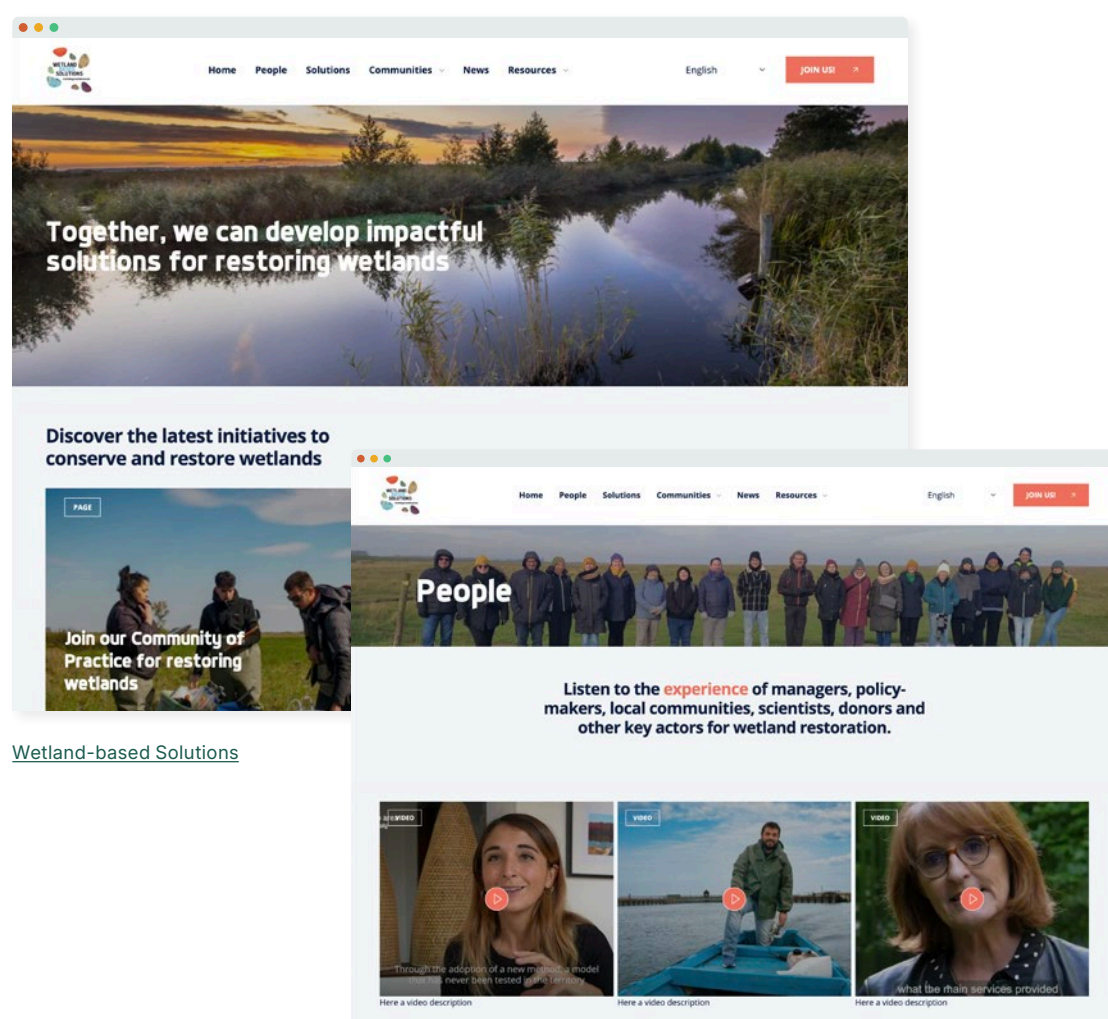 WETLAND
SOLUTIONS
Home People Solutions Communities News Resources English JOIN US!
Together, we can develop impactful
solutions for restoring wetlands
Discover the latest initiatives to
conserve and restore wetlands
PAGE
Join our Community of
Practice for restoring
wetlands
Wetland-based Solutions
WETLAND
SOLUTIONS
Home People Solutions Communities News Resources English JOIN US!
People
Listen to the experience of managers, policy-
makers, local communities, scientists, donors and
other key actors for wetland restoration.
VIDEO
Through the adoption of a new method, a model
that has never been tested in the territory
Here a video description
VIDEO
Here a video description
VIDEO
what the main services provided
Here a video description